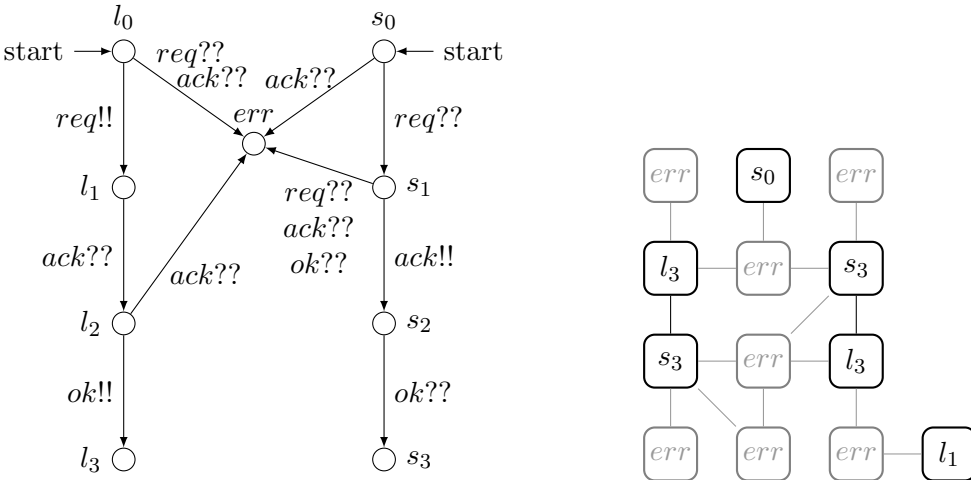 l0 s0
start start
req??
ack?? ack??
err
req!! req??
l1 s1
req??
ack??
ok??
ack?? ack!!
ack??
l2 s2
ok!! ok??
l3 s3
err s0 err
l3 err s3
s3 err l3
err err err l1